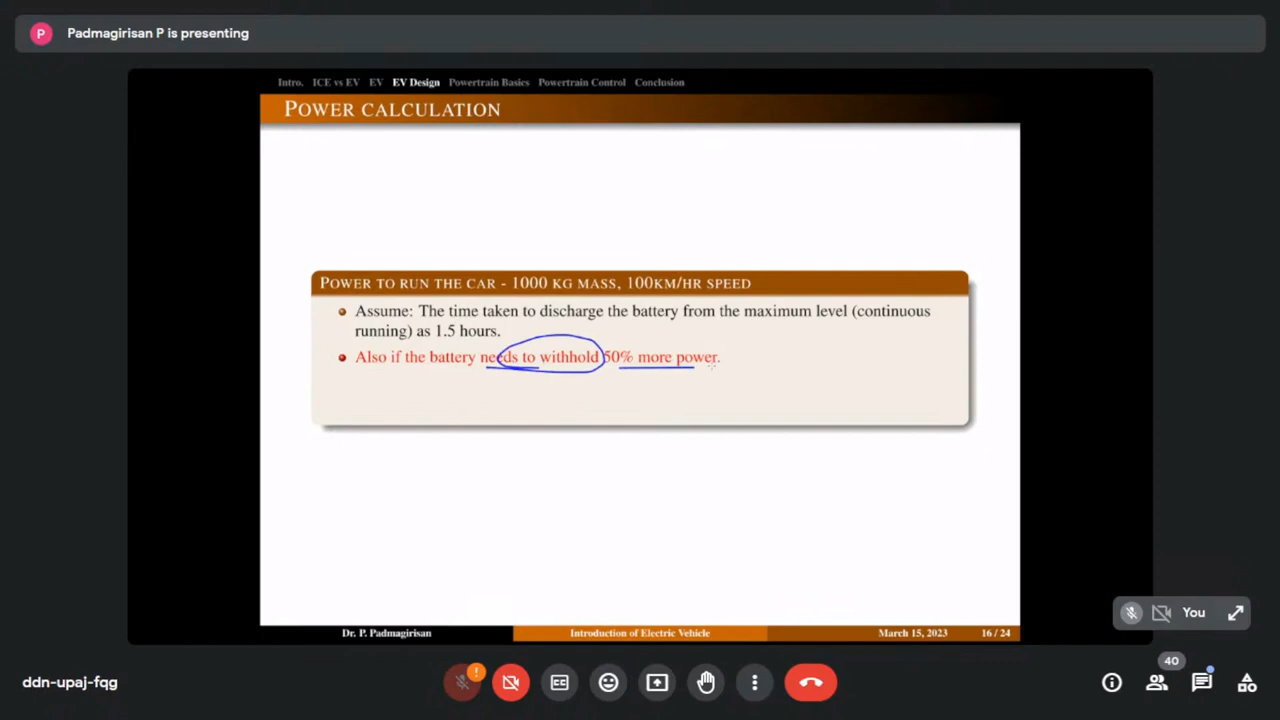 P
Padmagirisan P is presenting
Intro. ICE vs EV EV EV Design Powertrain Basics Powertrain Control Conclusion
POWER CALCULATION
POWER TO RUN THE CAR - 1000 KG MASS, 100KM/HR SPEED
Assume: The time taken to discharge the battery from the maximum level (continuous
running) as 1.5 hours.
Also if the battery needs to withhold 50% more power.
You
Dr. P. Padmagirisan Introduction of Electric Vehicle March 15, 2023 16 / 24
40
!
ddn-upaj-fqg